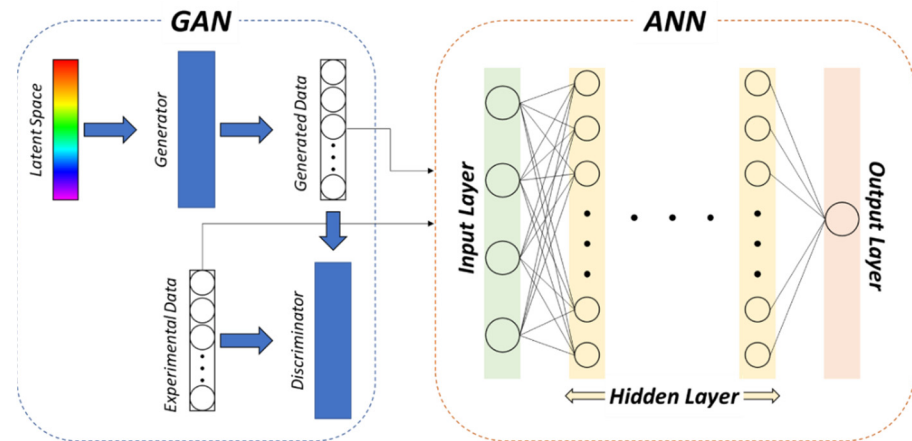 GAN
ANN
Latent Space
Generator
Generated Data
Experimental Data
Discriminator
Input Layer
Hidden Layer
Output Layer